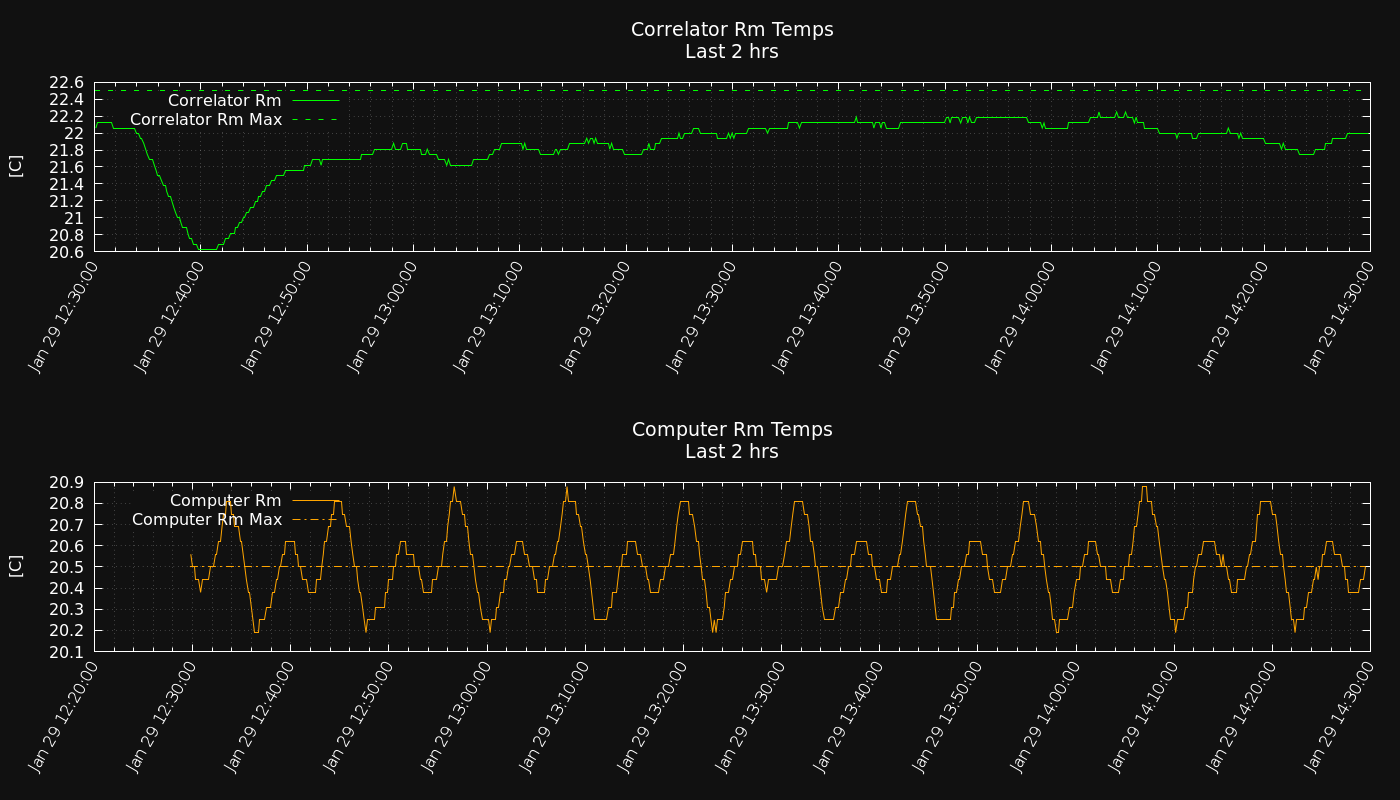 Correlator Rm Temps
Last 2 hrs
22.6
22.4
22.2
22
21.8
21.6
21.4
21.2
21
20.8
20.6
[C]
Correlator Rm
Correlator Rm Max
Jan 29 12:30:00
Jan 29 12:40:00
Jan 29 12:50:00
Jan 29 13:00:00
Jan 29 13:10:00
Jan 29 13:20:00
Jan 29 13:30:00
Jan 29 13:40:00
Jan 29 13:50:00
Jan 29 14:00:00
Jan 29 14:10:00
Jan 29 14:20:00
Jan 29 14:30:00
Computer Rm Temps
Last 2 hrs
20.9
20.8
20.7
20.6
20.5
20.4
20.3
20.2
20.1
[C]
Computer Rm
Computer Rm Max
Jan 29 12:20:00
Jan 29 12:30:00
Jan 29 12:40:00
Jan 29 12:50:00
Jan 29 13:00:00
Jan 29 13:10:00
Jan 29 13:20:00
Jan 29 13:30:00
Jan 29 13:40:00
Jan 29 13:50:00
Jan 29 14:00:00
Jan 29 14:10:00
Jan 29 14:20:00
Jan 29 14:30:00